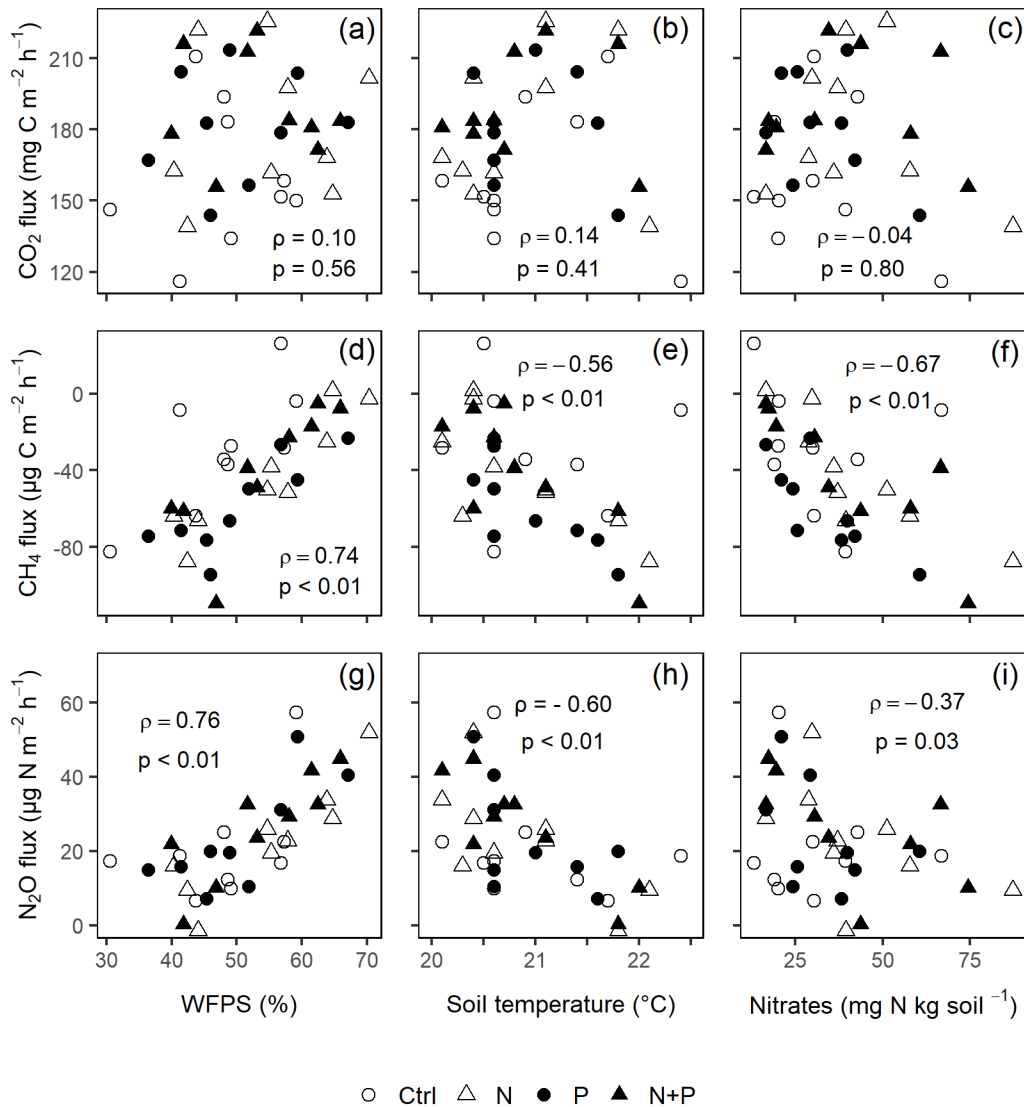 (a)
(b)
(c)
CO₂ flux (mg C m⁻² h⁻¹)
210
180
150
120
ρ = 0.10
p = 0.56
ρ = 0.14
p = 0.41
ρ = − 0.04
p = 0.80
(d)
(e)
(f)
CH₄ flux (µg C m⁻² h⁻¹)
0
-40
-80
ρ = 0.74
p < 0.01
ρ = − 0.56
p < 0.01
ρ = − 0.67
p < 0.01
(g)
(h)
(i)
N₂O flux (µg N m⁻² h⁻¹)
60
40
20
0
ρ = 0.76
p < 0.01
ρ = - 0.60
p < 0.01
ρ = − 0.37
p = 0.03
30 40 50 60 70
20 21 22
25 50 75
WFPS (%)
Soil temperature (°C)
Nitrates (mg N kg soil ⁻¹)
Ctrl N P N+P